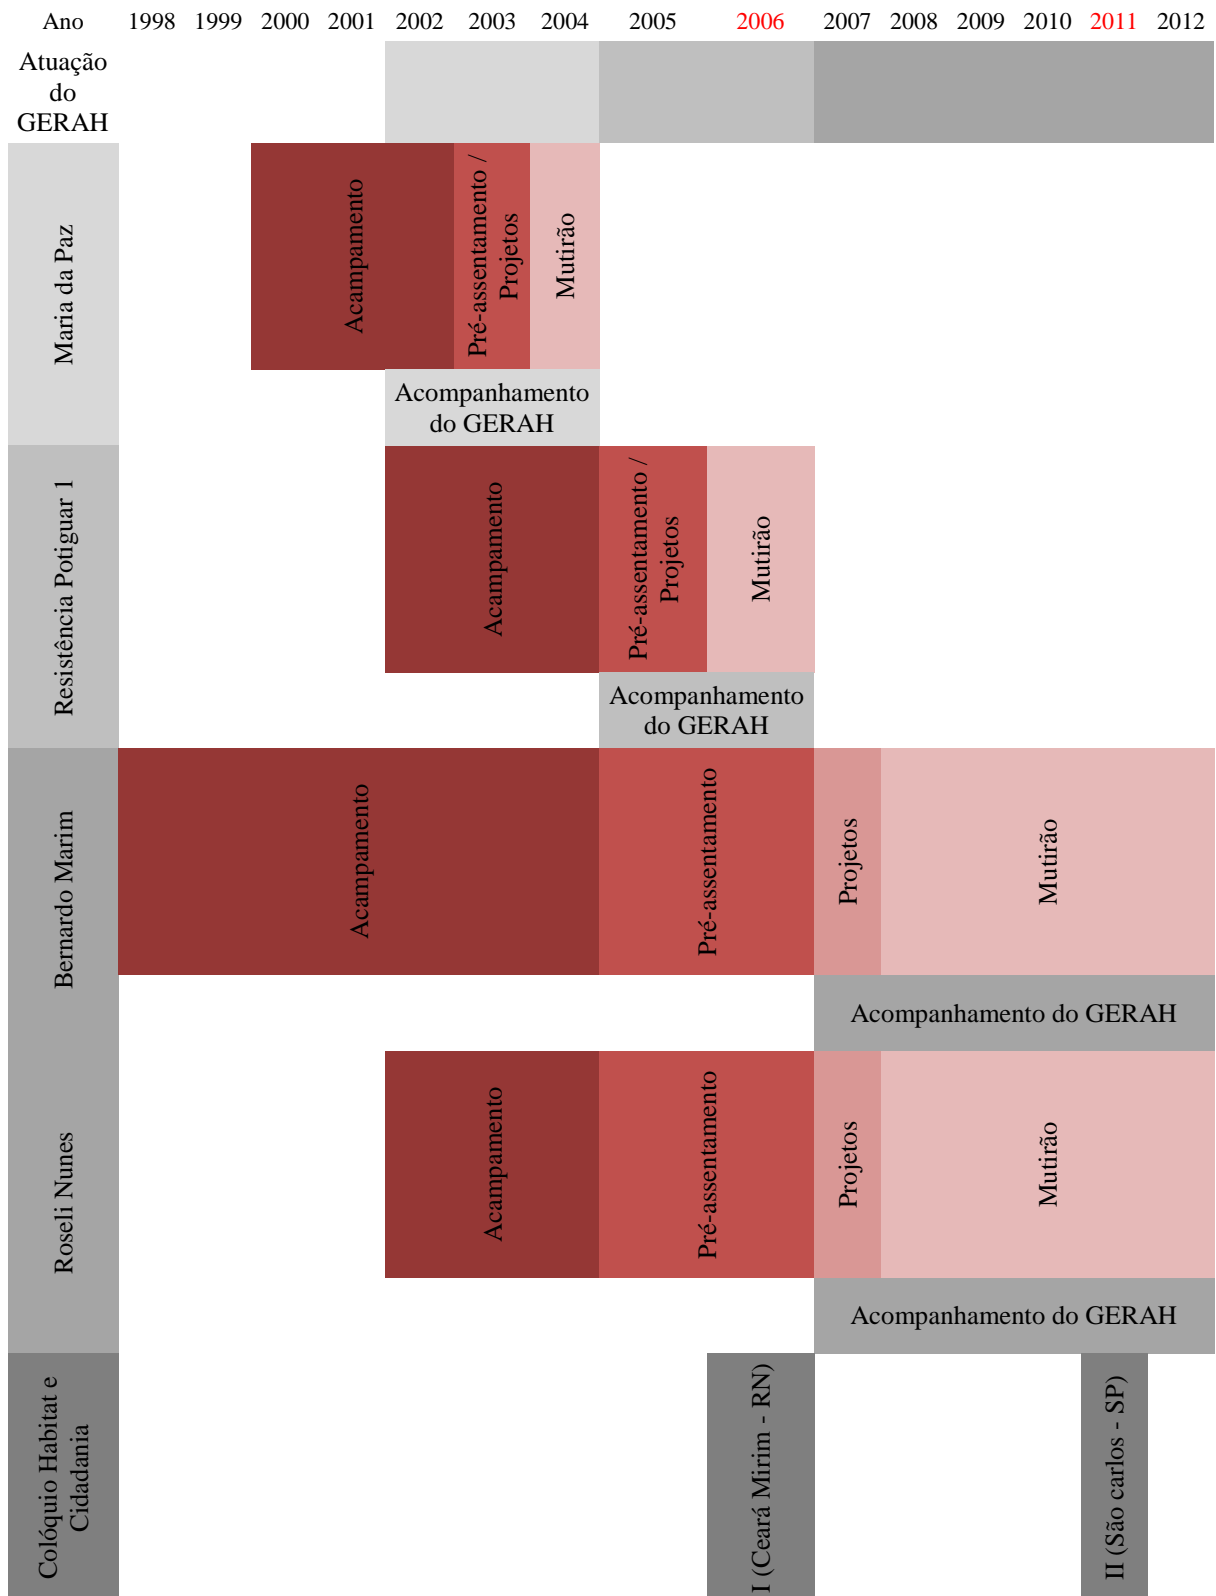 Ano 1998 1999 2000 2001 2002 2003 2004 2005 2006 2007 2008 2009 2010 2011 2012
Atuação
do
GERAH
Maria da Paz
Acampamento
Pré-assentamento /
Projetos
Mutirão
Acompanhamento
do GERAH
Resistência Potiguar 1
Acampamento
Pré-assentamento /
Projetos
Mutirão
Acompanhamento
do GERAH
Bernardo Marim
Acampamento
Pré-assentamento
Projetos
Mutirão
Acompanhamento do GERAH
Roseli Nunes
Acampamento
Pré-assentamento
Projetos
Mutirão
Acompanhamento do GERAH
Colóquio Habitat e
Cidadania
I (Ceará Mirim - RN)
II (São carlos - SP)